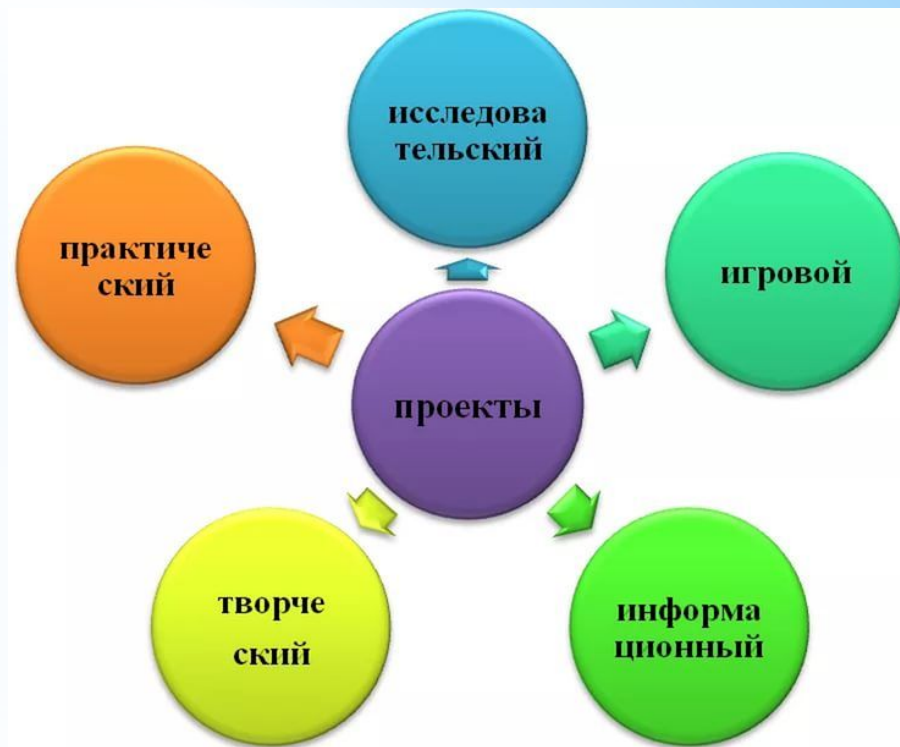 исследова
тельский
практиче
ский
игровой
проекты
творче
ский
информа
ционный